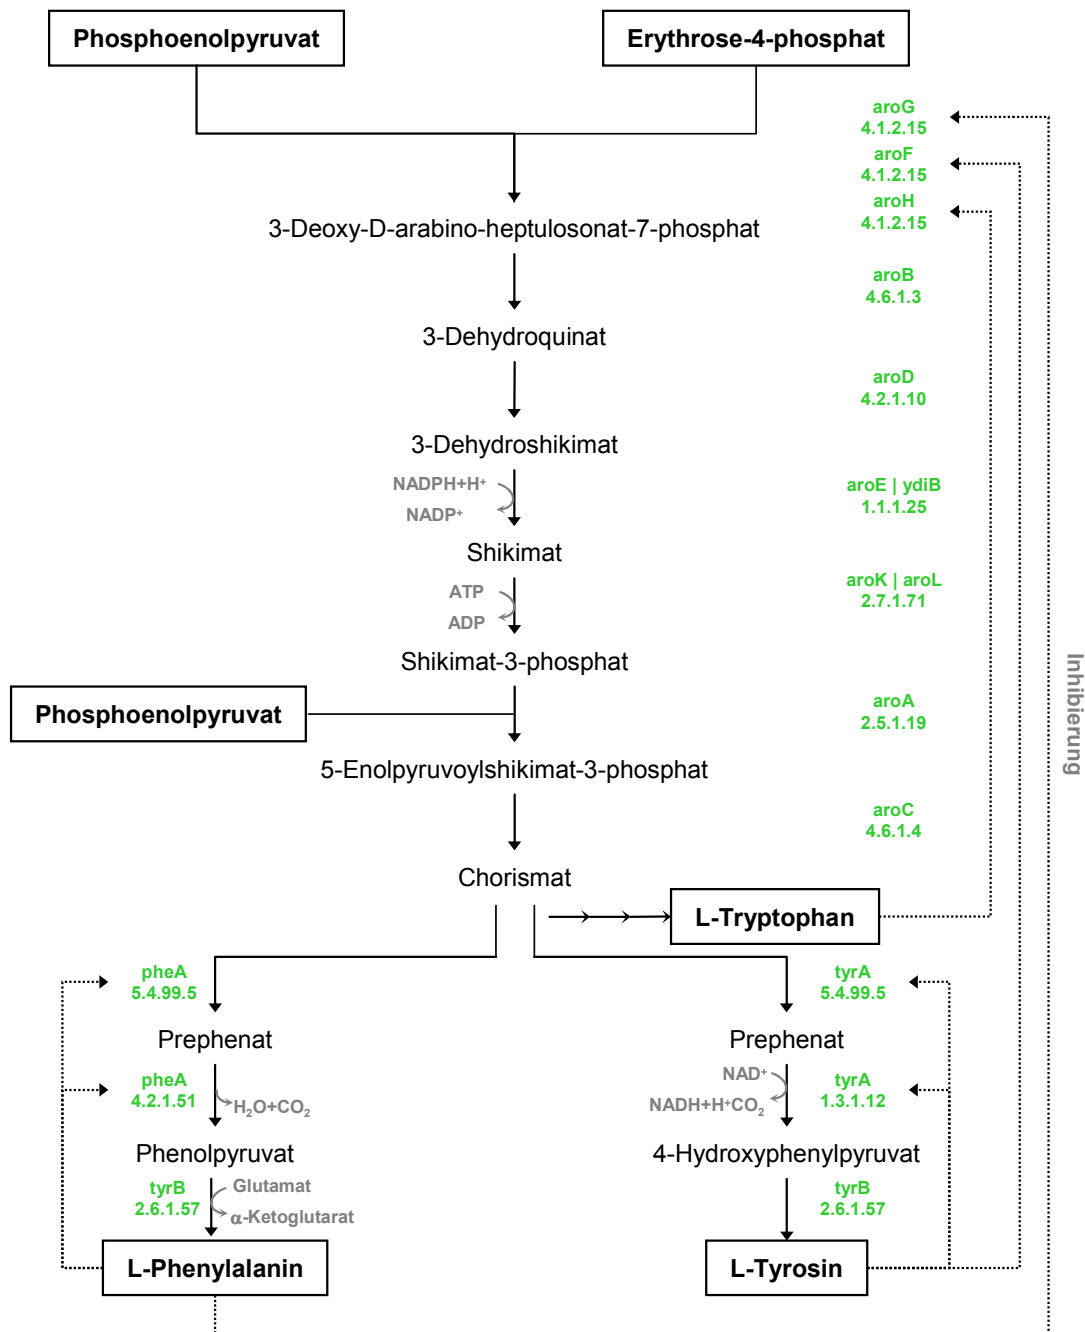 Phosphoenolpyruvat
Erythrose-4-phosphat
aroG
4.1.2.15
aroF
4.1.2.15
aroH
4.1.2.15
3-Deoxy-D-arabino-heptulosonat-7-phosphat
aroB
4.6.1.3
3-Dehydroquinat
aroD
4.2.1.10
3-Dehydroshikimat
NADPH+H⁺
NADP⁺
aroE | ydiB
1.1.1.25
Shikimat
ATP
ADP
aroK | aroL
2.7.1.71
Shikimat-3-phosphat
Inhibierung
Phosphoenolpyruvat
aroA
2.5.1.19
5-Enolpyruvoylshikimat-3-phosphat
aroC
4.6.1.4
Chorismat
L-Tryptophan
pheA
5.4.99.5
tyrA
5.4.99.5
Prephenat
Prephenat
pheA
4.2.1.51
H₂O+CO₂
NAD⁺
NADH+H⁺CO₂
tyrA
1.3.1.12
Phenolpyruvat
4-Hydroxyphenylpyruvat
tyrB
2.6.1.57
Glutamat
α-Ketoglutarat
tyrB
2.6.1.57
L-Phenylalanin
L-Tyrosin